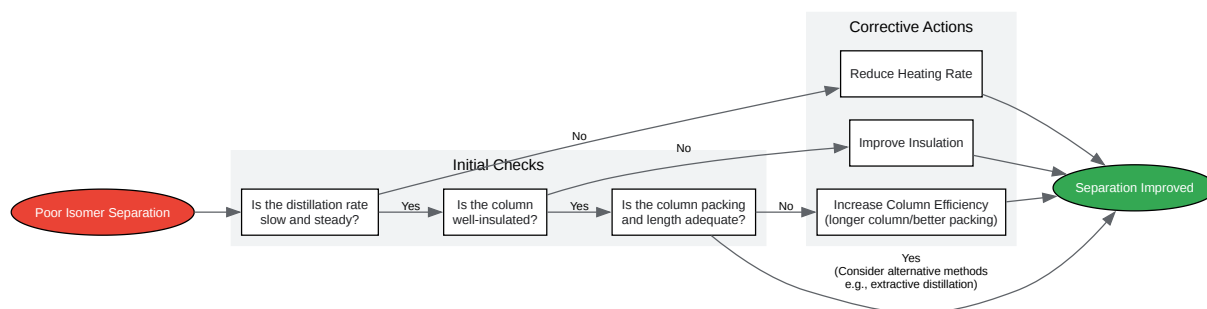 Corrective Actions
Reduce Heating Rate
No
Improve Insulation
No
Initial Checks
Poor Isomer Separation
Is the distillation rate
slow and steady?
Yes
Is the column
well-insulated?
Yes
Is the column packing
and length adequate?
No
Increase Column Efficiency
(longer column/better packing)
Separation Improved
Yes
(Consider alternative methods
e.g., extractive distillation)